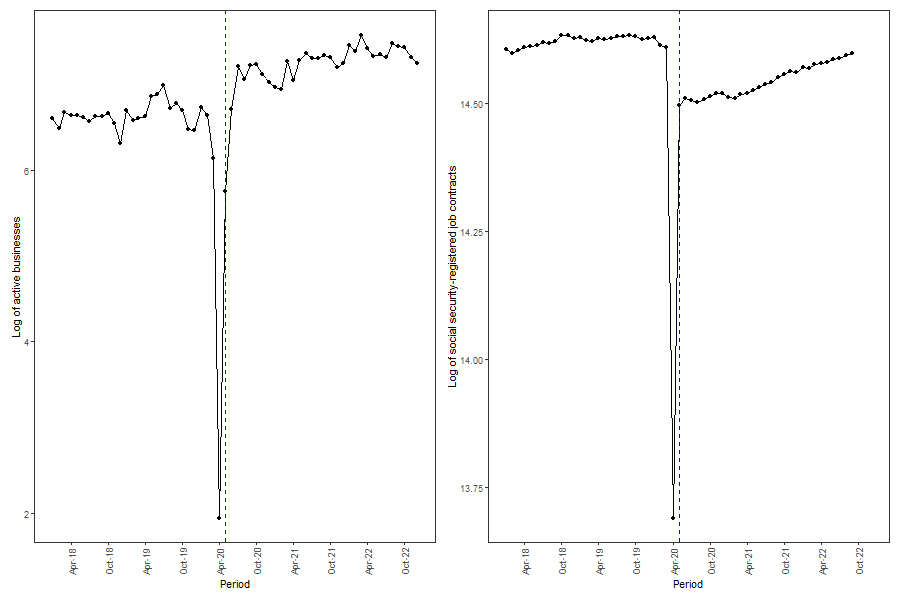 Log of active businesses
6
4
2
Apr-18
Oct-18
Apr-19
Oct-19
Apr-20
Oct-20
Apr-21
Oct-21
Apr-22
Oct-22
Period
Log of social security-registered job contracts
14.50
14.25
14.00
13.75
Apr-18
Oct-18
Apr-19
Oct-19
Apr-20
Oct-20
Apr-21
Oct-21
Apr-22
Oct-22
Period